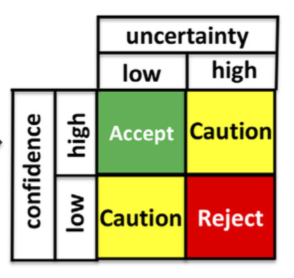 uncertainty
low high
confidence
high Accept Caution
low Caution Reject